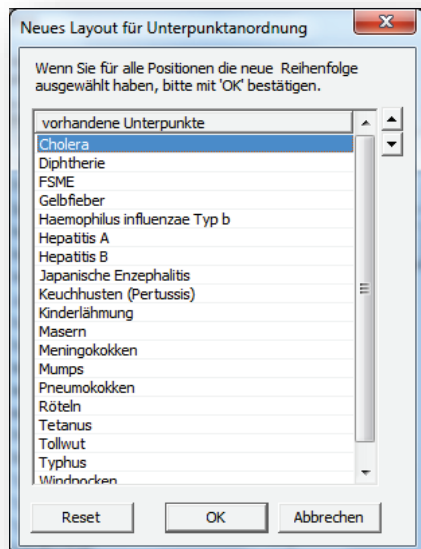 Neues Layout für Unterpunktanordnung
Wenn Sie für alle Positionen die neue Reihenfolge
ausgewählt haben, bitte mit 'OK' bestätigen.
vorhandene Unterpunkte
Cholera
Diphtherie
FSME
Gelbfieber
Haemophilus influenzae Typ b
Hepatitis A
Hepatitis B
Japanische Enzephalitis
Keuchhusten (Pertussis)
Kinderlähmung
Masern
Meningokokken
Mumps
Pneumokokken
Röteln
Tetanus
Tollwut
Typhus
Windpocken
Reset OK Abbrechen